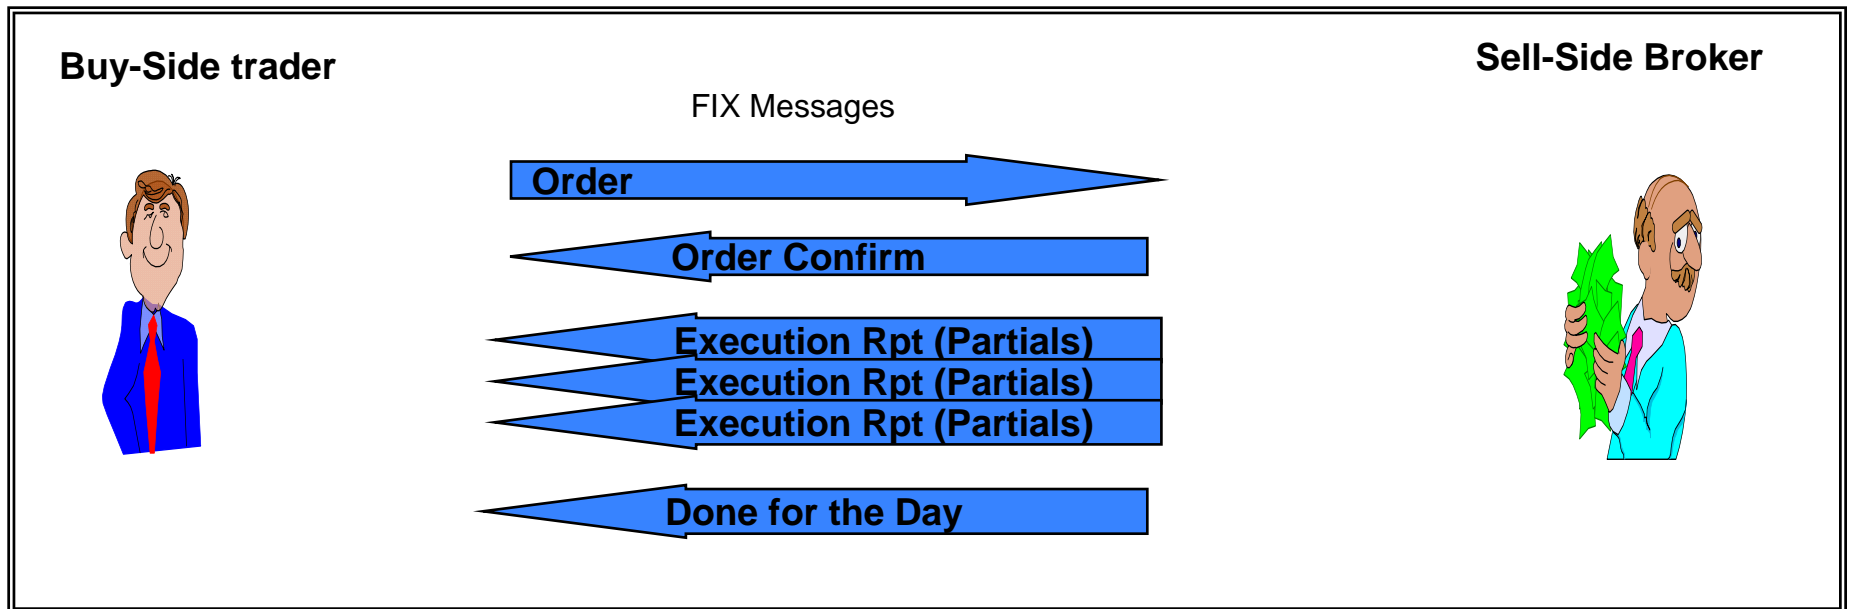 Buy-Side trader
Sell-Side Broker
FIX Messages
Order
Order Confirm
Execution Rpt (Partials)
Execution Rpt (Partials)
Execution Rpt (Partials)
Done for the Day